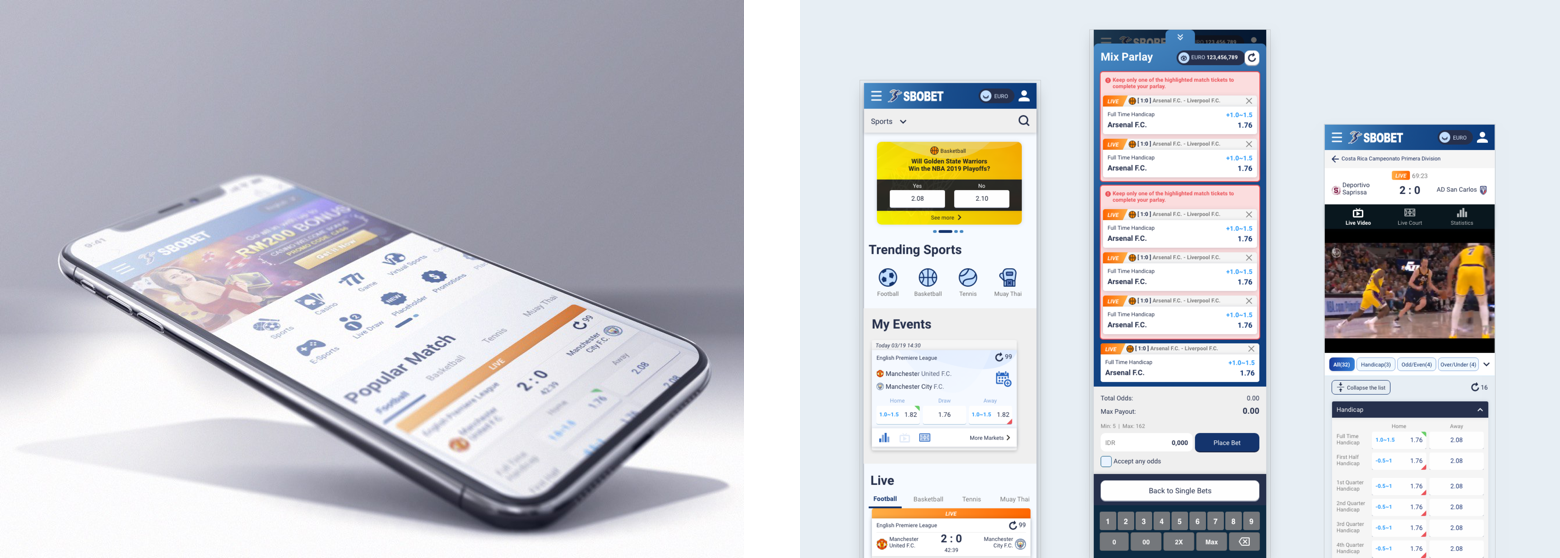 9:41
SBOBET
RM200 BONUS
Sports
Casino
Game
Virtual Sports
E-Sports
Live Draw
Placeholder
Promotions
NEW
Popular Match
Football
Basketball
Tennis
Muay Thai
LIVE
99
English Premiere League
Manchester
United F.C.
2 : 0
42:39
Manchester
City F.C.
Home
Away
Full Time
Handicap
1.76
2.08
SBOBET
EURO
Sports
Basketball
Will Golden State Warriors
Win the NBA 2019 Playoffs?
Yes
No
2.08
2.10
See more
Trending Sports
Football
Basketball
Tennis
Muay Thai
My Events
Today 03/19 14:30
English Premiere League
99
Manchester United F.C.
Manchester City F.C.
Home
Draw
Away
1.0~1.5 1.82
1.76
1.0~1.5 1.82
More Markets
Live
Football
Basketball
Tennis
Muay Thai
LIVE
English Premiere League
99
Manchester
United F.C.
2 : 0
42:39
Manchester
City F.C.
Mix Parlay
EURO 123,456,789
Keep only one of the highlighted match tickets to
complete your parlay.
LIVE [ 1:0 ] Arsenal F.C. - Liverpool F.C.
Full Time Handicap +1.0~1.5
Arsenal F.C. 1.76
LIVE [ 1:0 ] Arsenal F.C. - Liverpool F.C.
Full Time Handicap +1.0~1.5
Arsenal F.C. 1.76
Keep only one of the highlighted match tickets to
complete your parlay.
LIVE [ 1:0 ] Arsenal F.C. - Liverpool F.C.
Full Time Handicap +1.0~1.5
Arsenal F.C. 1.76
LIVE [ 1:0 ] Arsenal F.C. - Liverpool F.C.
Full Time Handicap +1.0~1.5
Arsenal F.C. 1.76
LIVE [ 1:0 ] Arsenal F.C. - Liverpool F.C.
Full Time Handicap +1.0~1.5
Arsenal F.C. 1.76
LIVE [ 1:0 ] Arsenal F.C. - Liverpool F.C.
Full Time Handicap +1.0~1.5
Arsenal F.C. 1.76
LIVE [ 1:0 ] Arsenal F.C. - Liverpool F.C.
Full Time Handicap +1.0~1.5
Arsenal F.C. 1.76
Total Odds: 0.00
Max Payout: 0.00
Min: 5 | Max: 162
IDR 0,000
Place Bet
Accept any odds
Back to Single Bets
1 2 3 4 5 6 7 8 9
0 00 2X Max
SBOBET
EURO
Costa Rica Campeonato Primera Division
LIVE 69:23
Deportivo
Saprissa
2 : 0
AD San Carlos
Live Video
Live Court
Statistics
All(32)
Handicap(3)
Odd/Even(4)
Over/Under (4)
Collapse the list
16
Handicap
Home
Away
Full Time
Handicap
1.0~1.5 1.76
2.08
First Half
Handicap
-0.5~1 1.76
2.08
1st Quarter
Handicap
-0.5~1 1.76
2.08
2nd Quarter
Handicap
-0.5~1 1.76
2.08
3rd Quarter
Handicap
-0.5~1 1.76
2.08
4th Quarter
Handicap
-0.5~1 1.76
2.08